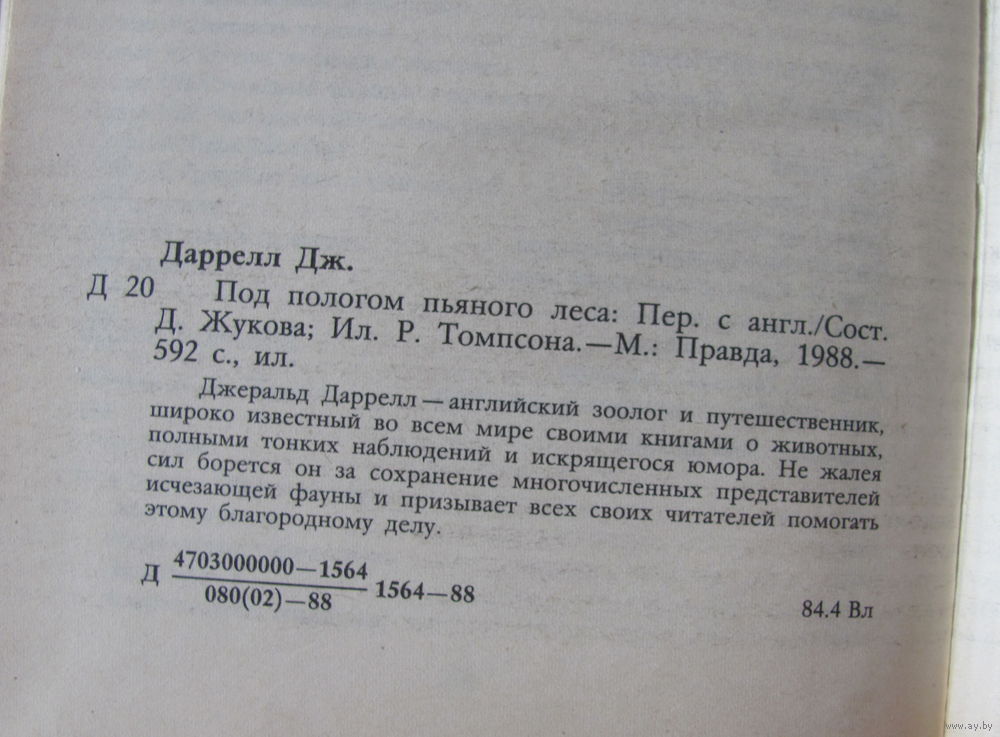 Даррелл Дж.
Д 20 Под пологом пьяного леса: Пер. с англ./Сост.
Д. Жукова; Ил. Р. Томпсона.—М.: Правда, 1988.—
592 с., ил.
Джеральд Даррелл—английский зоолог и путешественник,
широко известный во всем мире своими книгами о животных,
полными тонких наблюдений и искрящегося юмора. Не жалея
сил борется он за сохранение многочисленных представителей
исчезающей фауны и призывает всех своих читателей помогать
этому благородному делу.
Д 4703000000—1564
080(02)—88
1564—88
84.4 Вл
www.ay.by